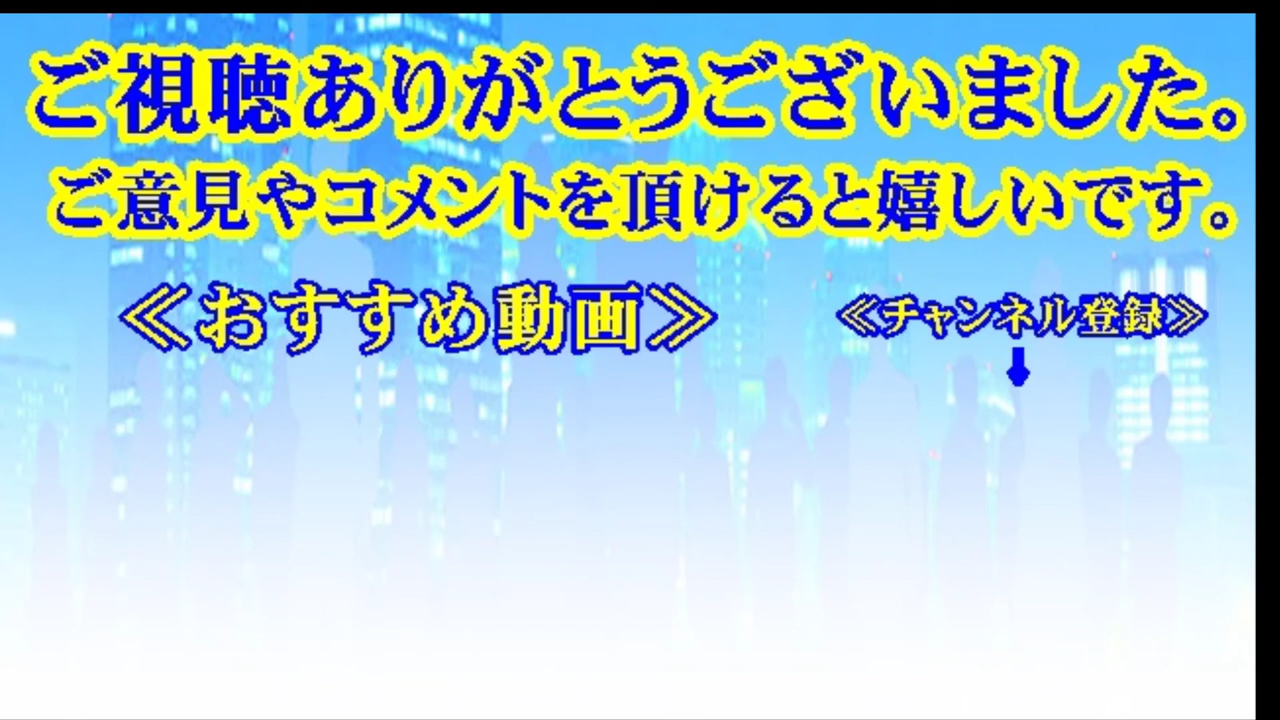 ご視聴ありがとうございました。
ご意見やコメントを頂けると嬉しいです。
≪おすすめ動画≫
≪チャンネル登録≫